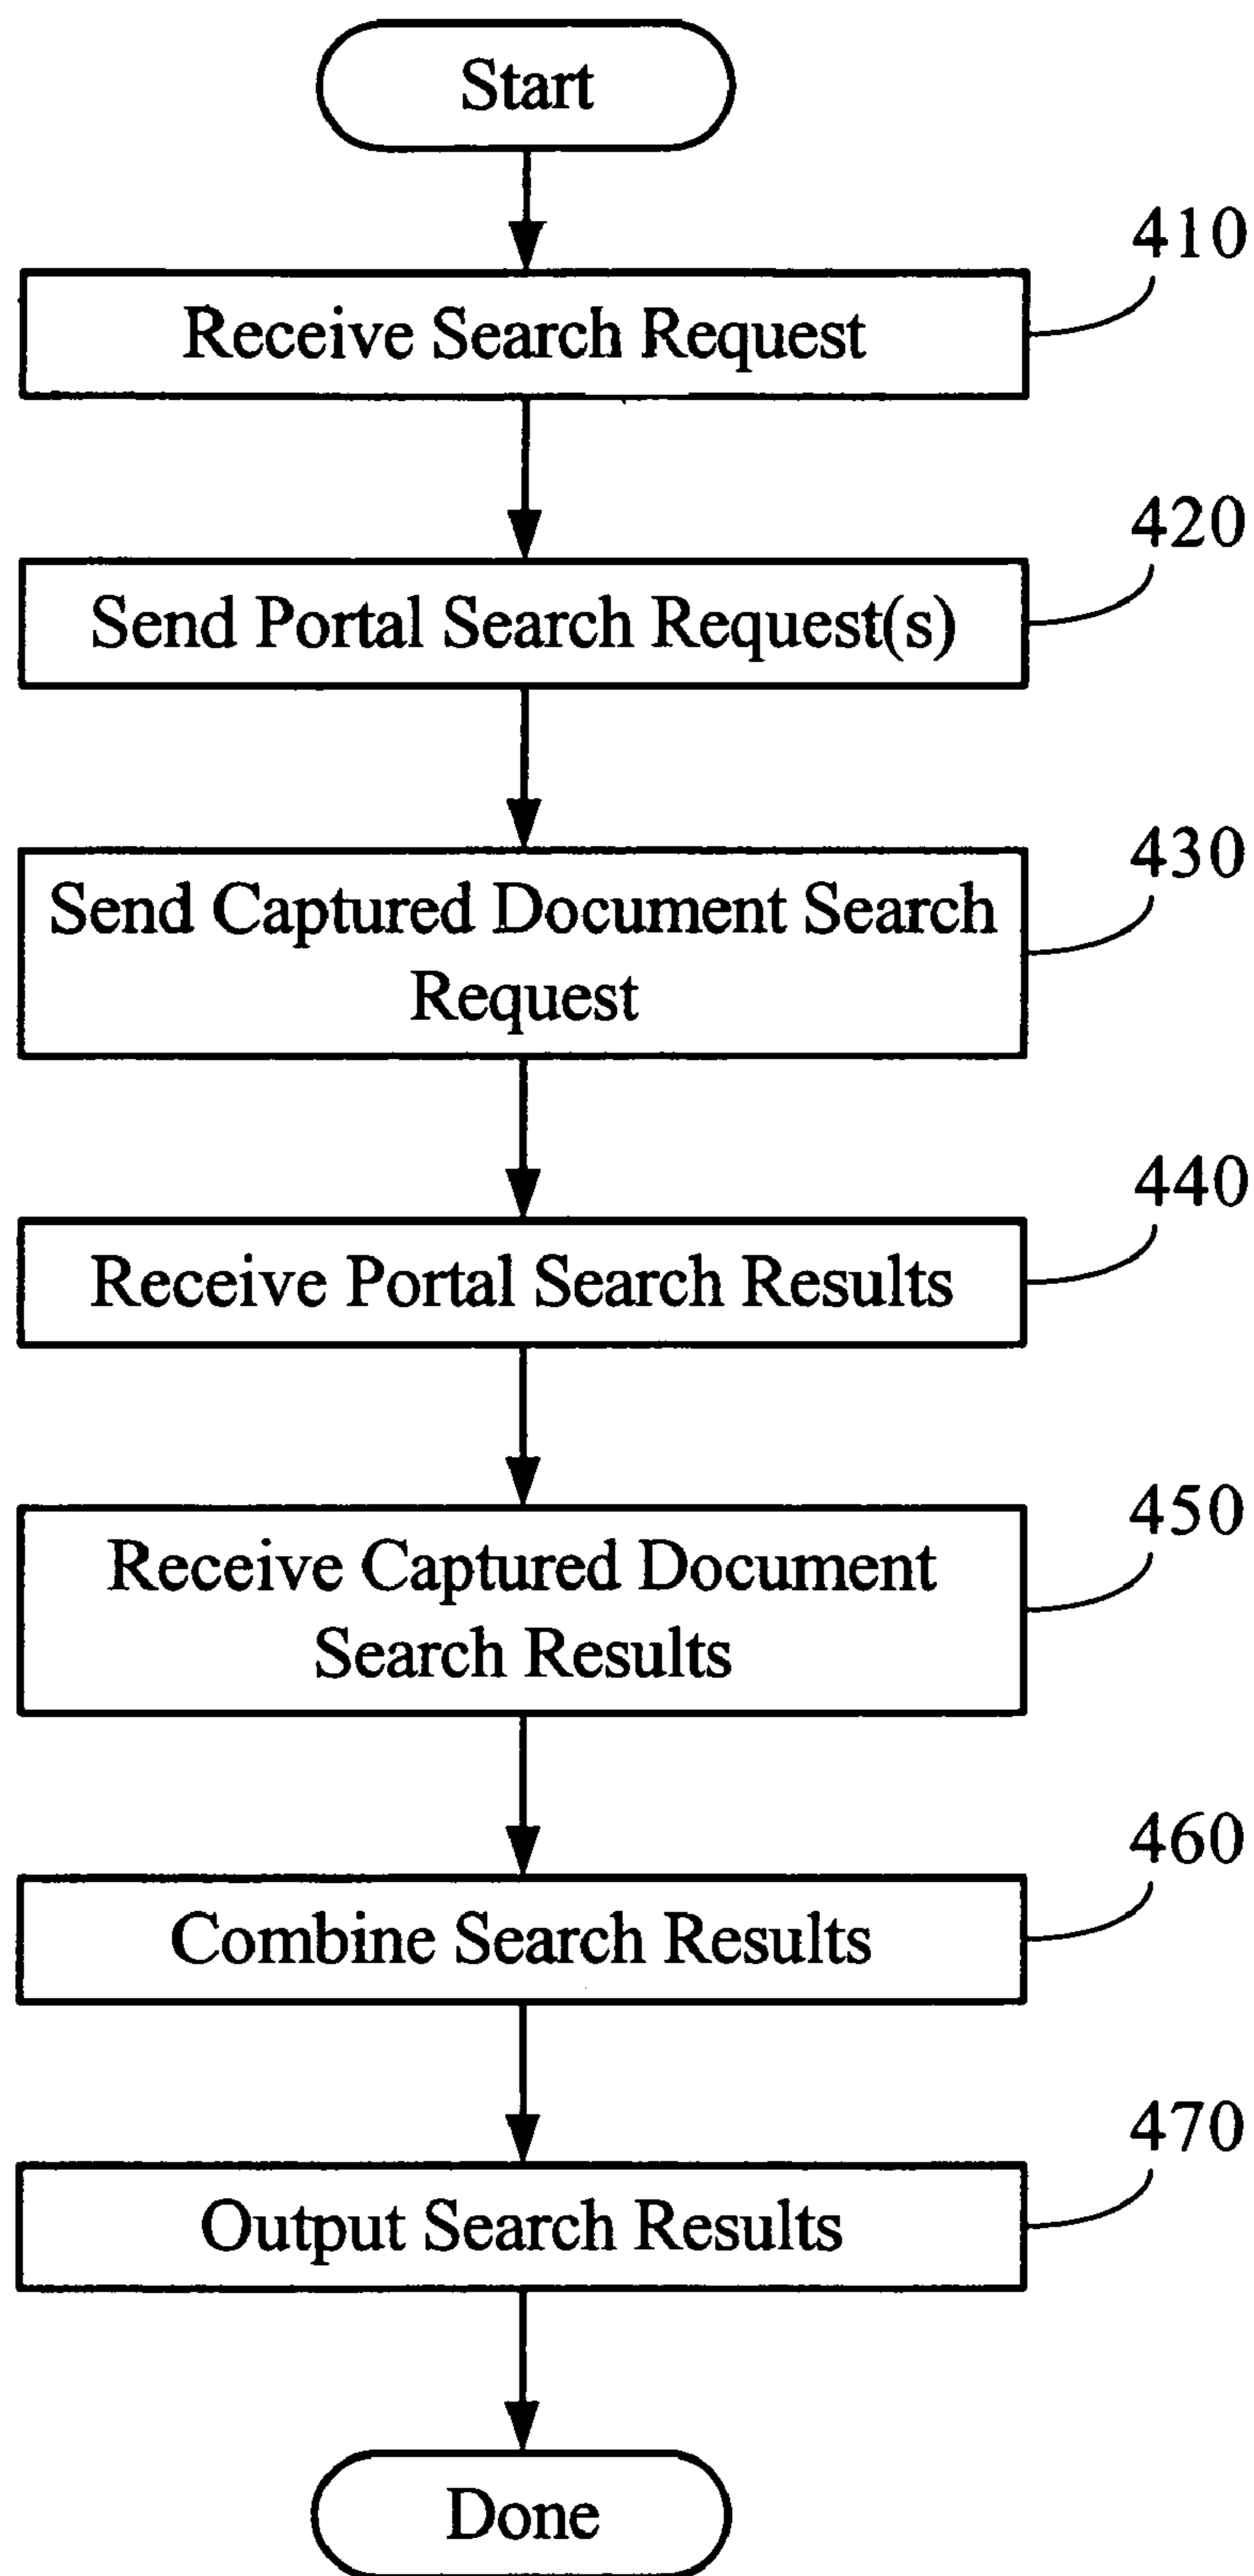 Start
410
Receive Search Request
420
Send Portal Search Request(s)
430
Send Captured Document Search
Request
440
Receive Portal Search Results
450
Receive Captured Document
Search Results
460
Combine Search Results
470
Output Search Results
Done